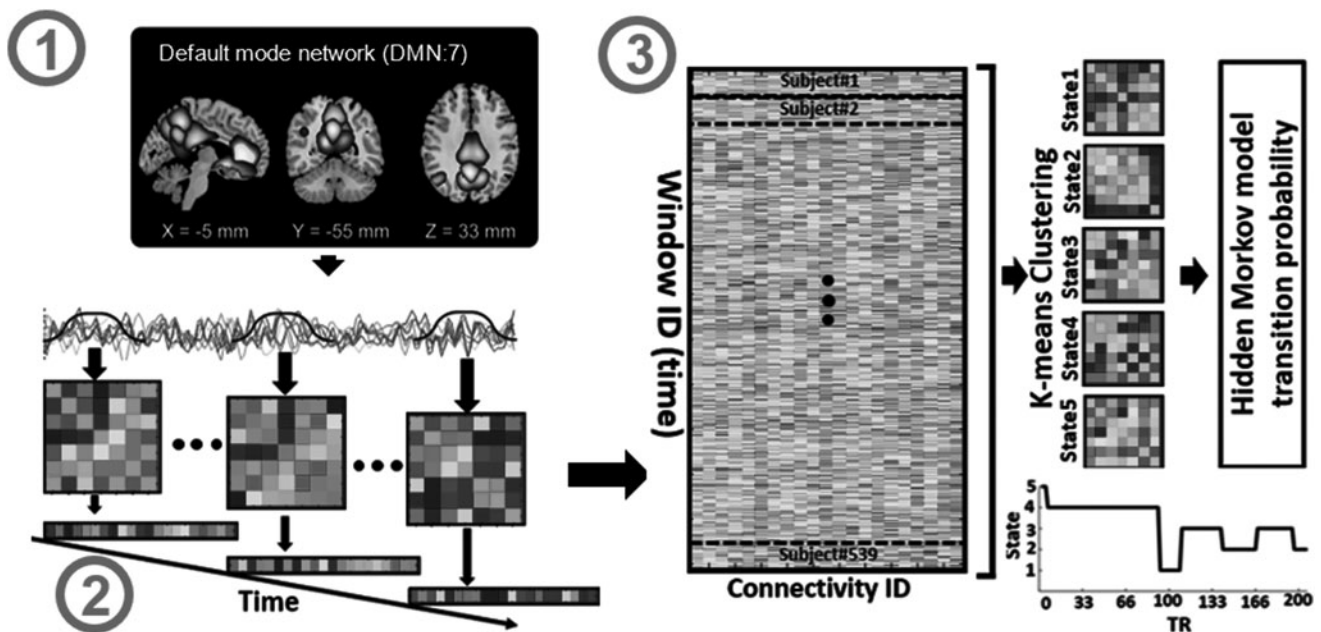 1
Default mode network (DMN:7)
X = -5 mm
Y = -55 mm
Z = 33 mm
2
Time
3
Window ID (time)
Subject#1
Subject#2
Subject#539
Connectivity ID
K-means Clustering
State1
State2
State3
State4
State5
Hidden Morkov model
transition probability
State
5
4
3
2
1
0 33 66 100 133 166 200
TR